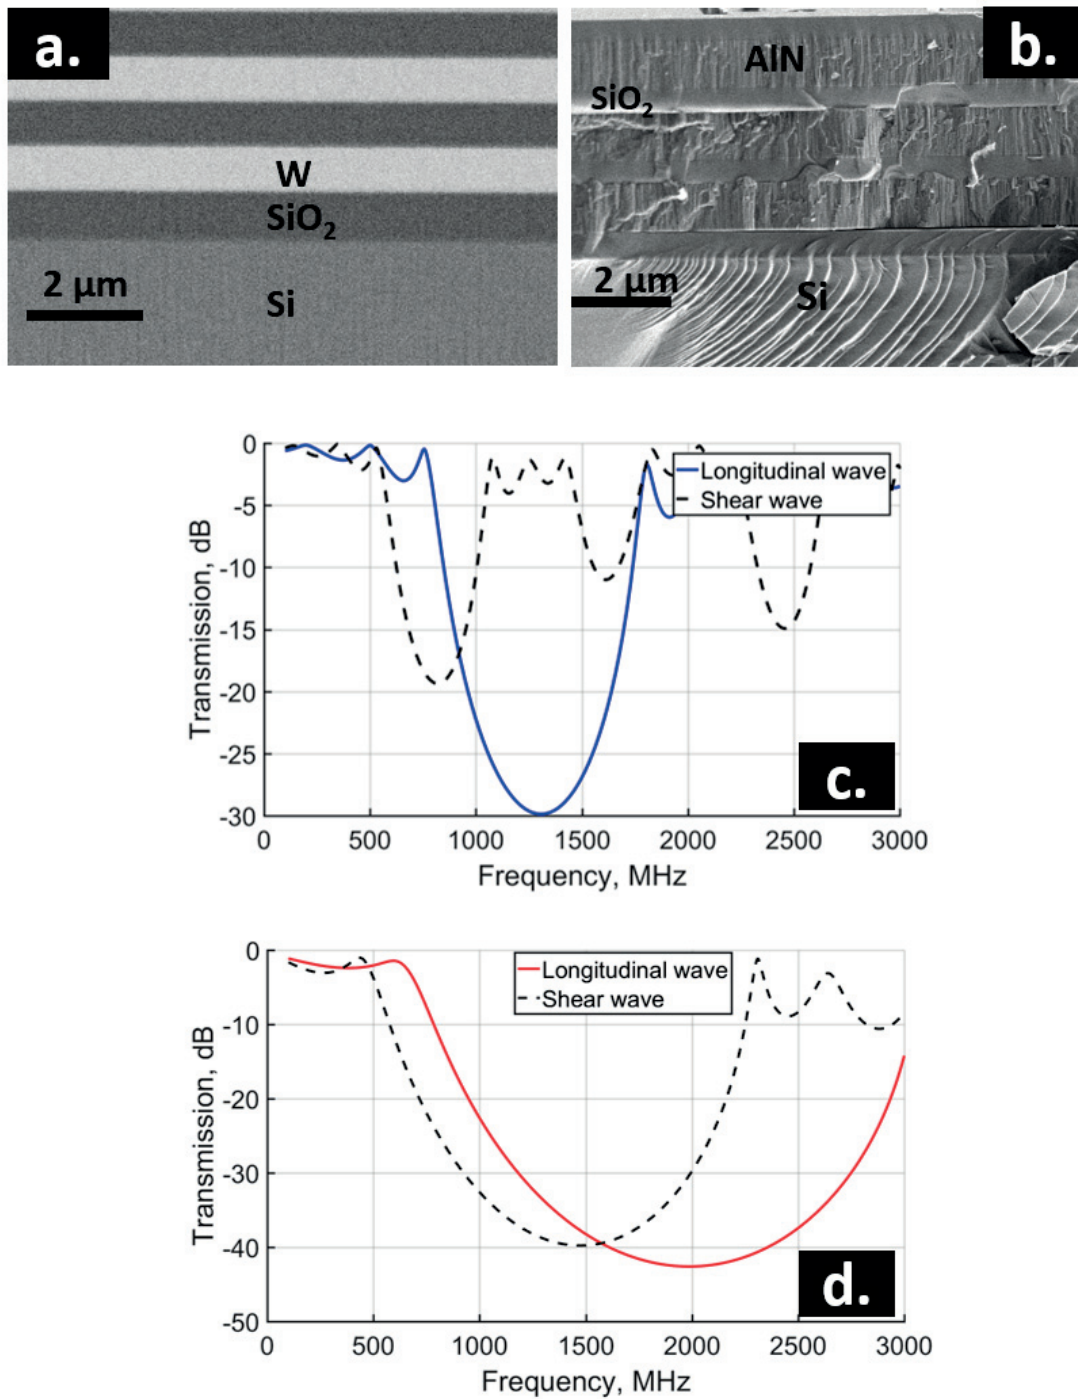 a.
W
SiO₂
2 μm
Si
b.
AlN
SiO₂
2 μm
Si
0
-5
-10
-15
-20
-25
-30
Transmission, dB
Longitudinal wave
Shear wave
c.
0 500 1000 1500 2000 2500 3000
Frequency, MHz
0
-10
-20
-30
-40
-50
Transmission, dB
Longitudinal wave
Shear wave
d.
0 500 1000 1500 2000 2500 3000
Frequency, MHz